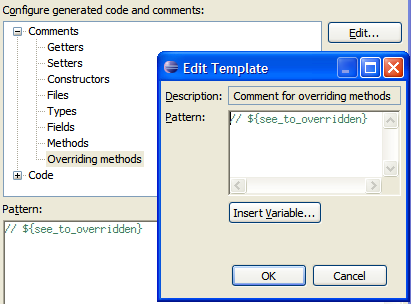 Configure generated code and comments:
Comments
Getters
Setters
Constructors
Files
Types
Fields
Methods
Overriding methods
Code
Edit...
Pattern:
// ${see_to_overridden}
Edit Template
Description: Comment for overriding methods
Pattern:
// ${see_to_overridden}
Insert Variable...
OK Cancel